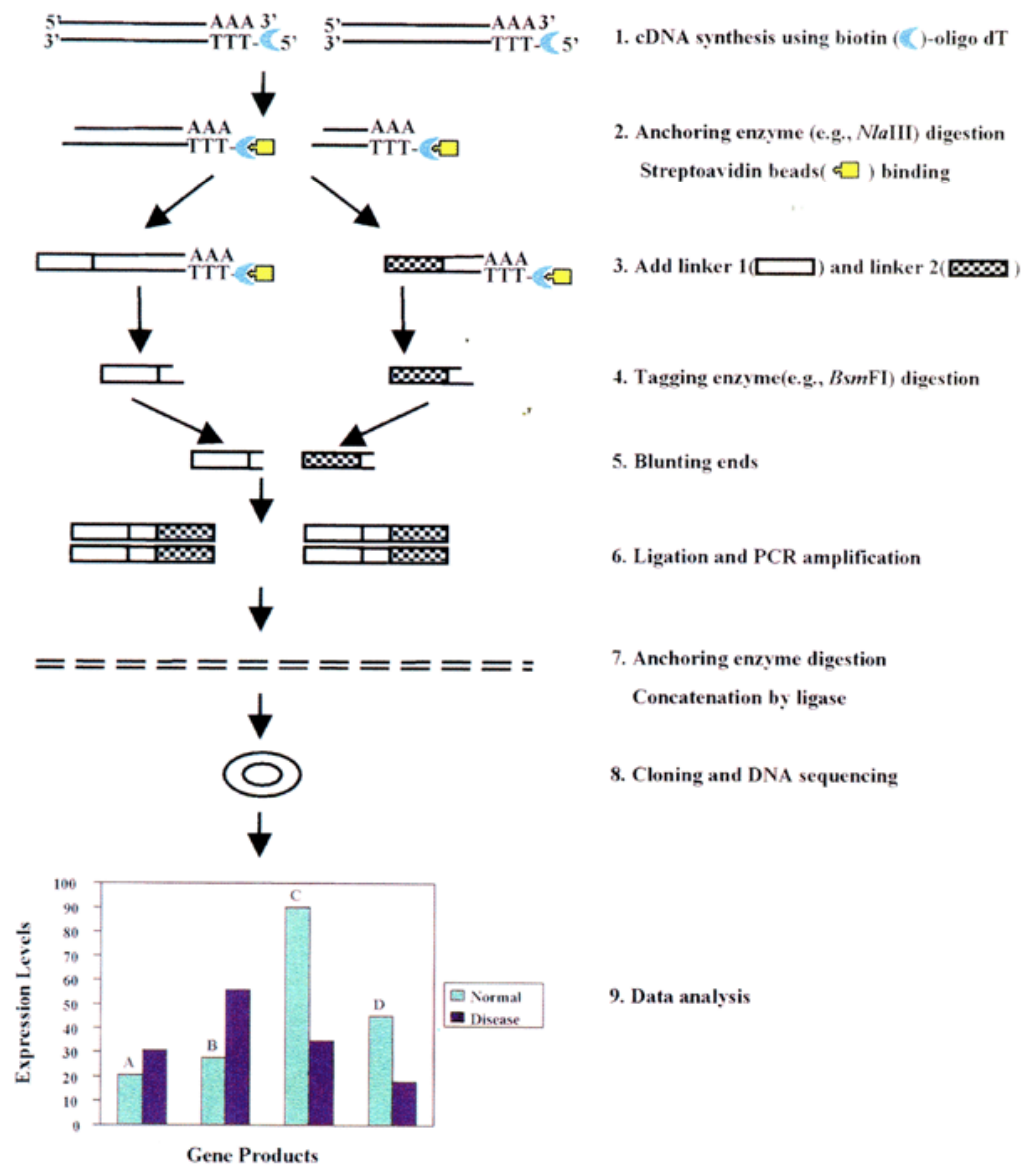 5' AAA 3' 5' AAA3'
3' TTT- 5' 3' TTT- 5'
1. cDNA synthesis using biotin ( )-oligo dT
AAA AAA
TTT- TTT-
2. Anchoring enzyme (e.g., NlaIII) digestion
Streptoavidin beads( ) binding
AAA AAA
TTT- TTT-
3. Add linker 1( ) and linker 2( )
4. Tagging enzyme(e.g., BsmFI) digestion
5. Blunting ends
6. Ligation and PCR amplification
7. Anchoring enzyme digestion
Concatenation by ligase
8. Cloning and DNA sequencing
9. Data analysis
Expression Levels
100
90
80
70
60
50
40
30
20
10
0
A
B
C
D
Normal
Disease
Gene Products